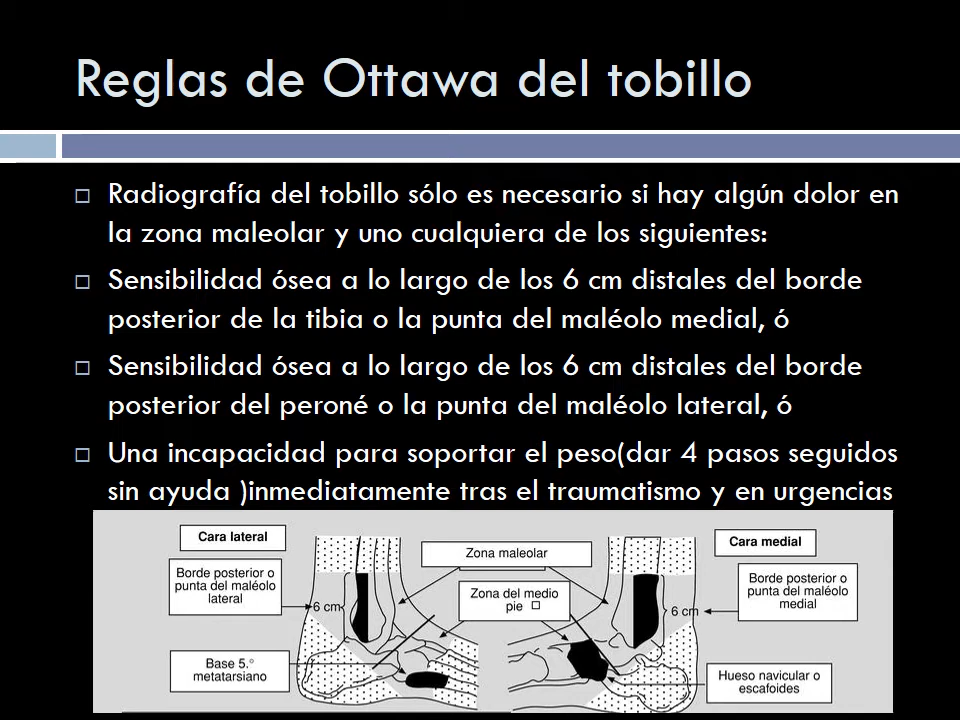 Reglas de Ottawa del tobillo
Radiografía del tobillo sólo es necesario si hay algún dolor en
la zona maleolar y uno cualquiera de los siguientes:
Sensibilidad ósea a lo largo de los 6 cm distales del borde
posterior de la tibia o la punta del maléolo medial, ó
Sensibilidad ósea a lo largo de los 6 cm distales del borde
posterior del peroné o la punta del maléolo lateral, ó
Una incapacidad para soportar el peso(dar 4 pasos seguidos
sin ayuda )inmediatamente tras el traumatismo y en urgencias
Cara lateral
Borde posterior o
punta del maléolo
lateral
6 cm
Base 5.°
metatarsiano
Zona maleolar
Zona del medio
pie
Cara medial
Borde posterior o
punta del maléolo
medial
6 cm
Hueso navicular o
escafoides